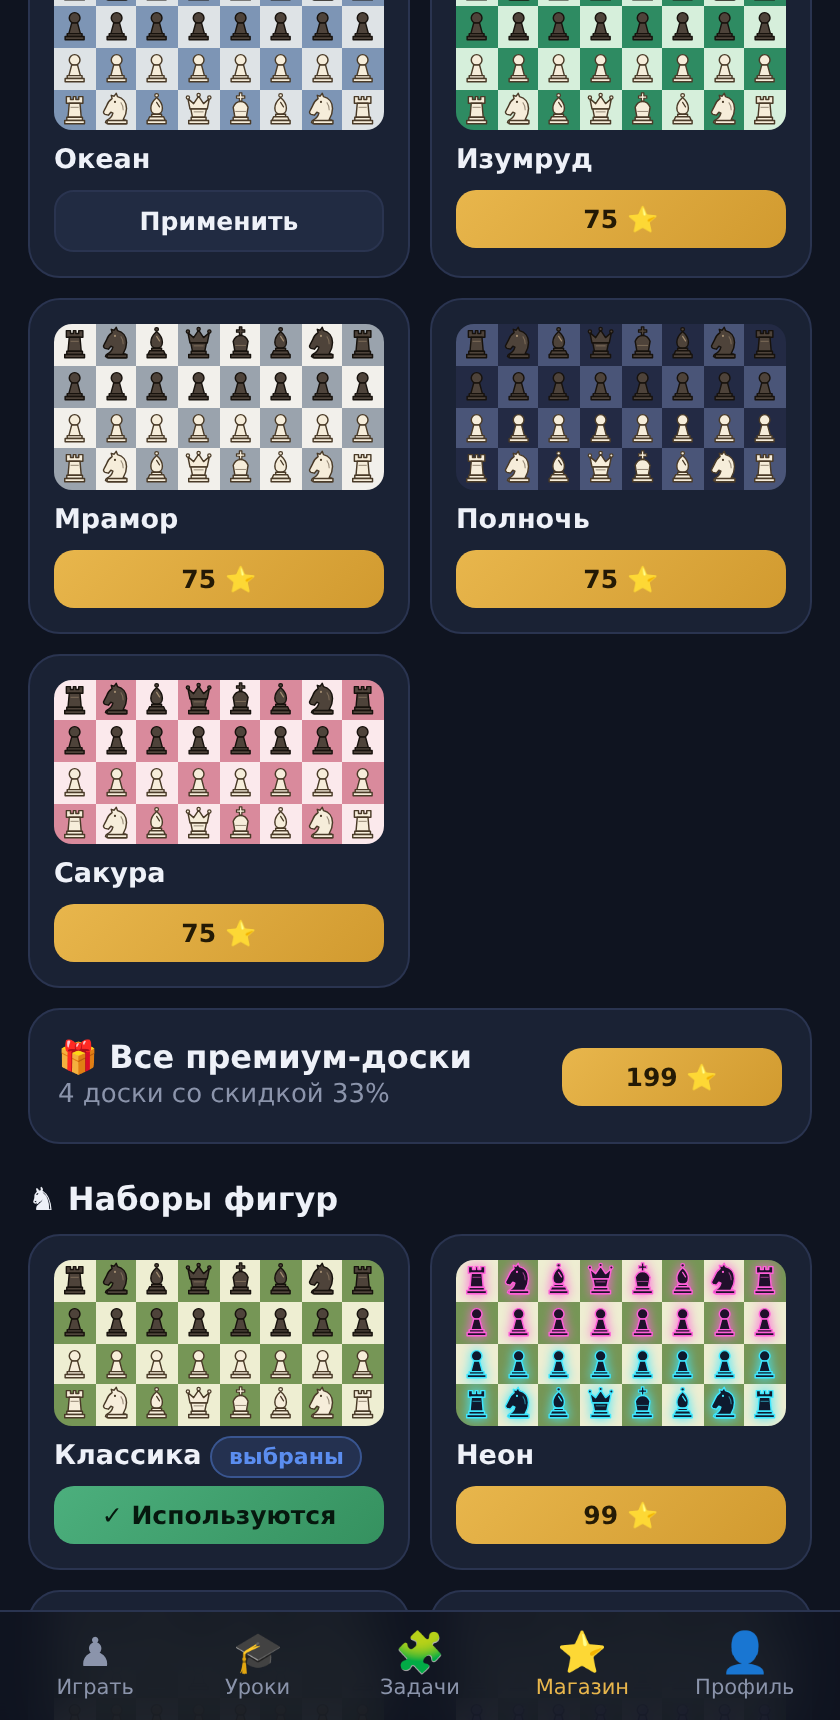 Океан
Изумруд
Применить
75 ⭐
Мрамор
Полночь
75 ⭐
75 ⭐
Сакура
75 ⭐
🎁 Все премиум-доски
4 доски со скидкой 33%
199 ⭐
♞ Наборы фигур
Классика выбраны
Неон
✓ Используются
99 ⭐
Играть
Уроки
Задачи
Магазин
Профиль